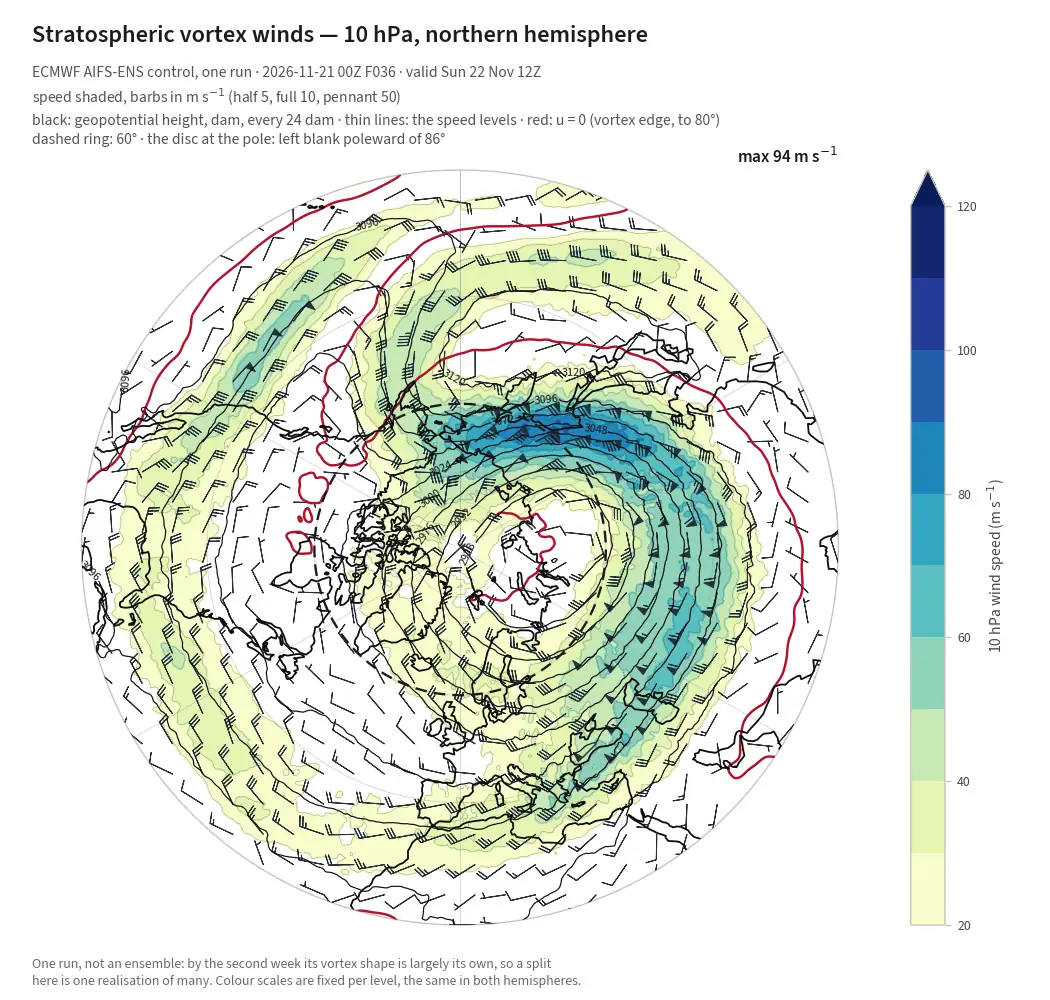 Stratospheric vortex winds — 10 hPa, northern hemisphere
ECMWF AIFS-ENS control, one run · 2026-11-21 00Z F036 · valid Sun 22 Nov 12Z
speed shaded, barbs in m s⁻¹ (half 5, full 10, pennant 50)
black: geopotential height, dam, every 24 dam · thin lines: the speed levels · red: u = 0 (vortex edge, to 80°)
dashed ring: 60° · the disc at the pole: left blank poleward of 86°
max 94 m s⁻¹
120
100
80
60
40
20
10 hPa wind speed (m s⁻¹)
3096
3096
3120
3120
3096
3048
3024
3096
One run, not an ensemble: by the second week its vortex shape is largely its own, so a split
here is one realisation of many. Colour scales are fixed per level, the same in both hemispheres.